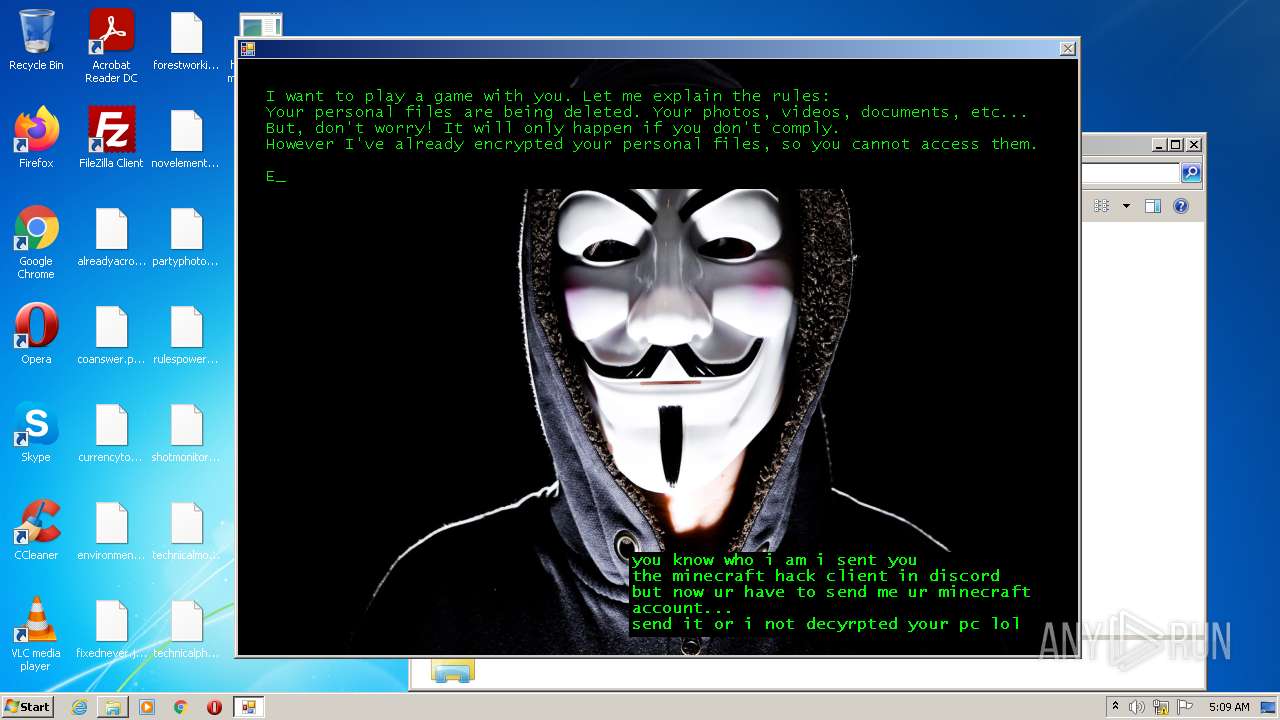 Recycle Bin
Acrobat
Reader DC
forestworki...
Firefox
FileZilla Client
novelement...
Google
Chrome
alreadyacro...
partyphoto...
Opera
coanswer.p...
rulespower...
Skype
currencyto...
shotmonitor...
CCleaner
environmen...
technicalmo...
VLC media
player
fixednever.j...
technicalph...
I want to play a game with you. Let me explain the rules:
Your personal files are being deleted. Your photos, videos, documents, etc...
But, don't worry! It will only happen if you don't comply.
However I've already encrypted your personal files, so you cannot access them.
E_
you know who i am i sent you
the minecraft hack client in discord
but now ur have to send me ur minecraft
account...
send it or i not decyrpted your pc lol
ANY RUN
Start
5:09 AM